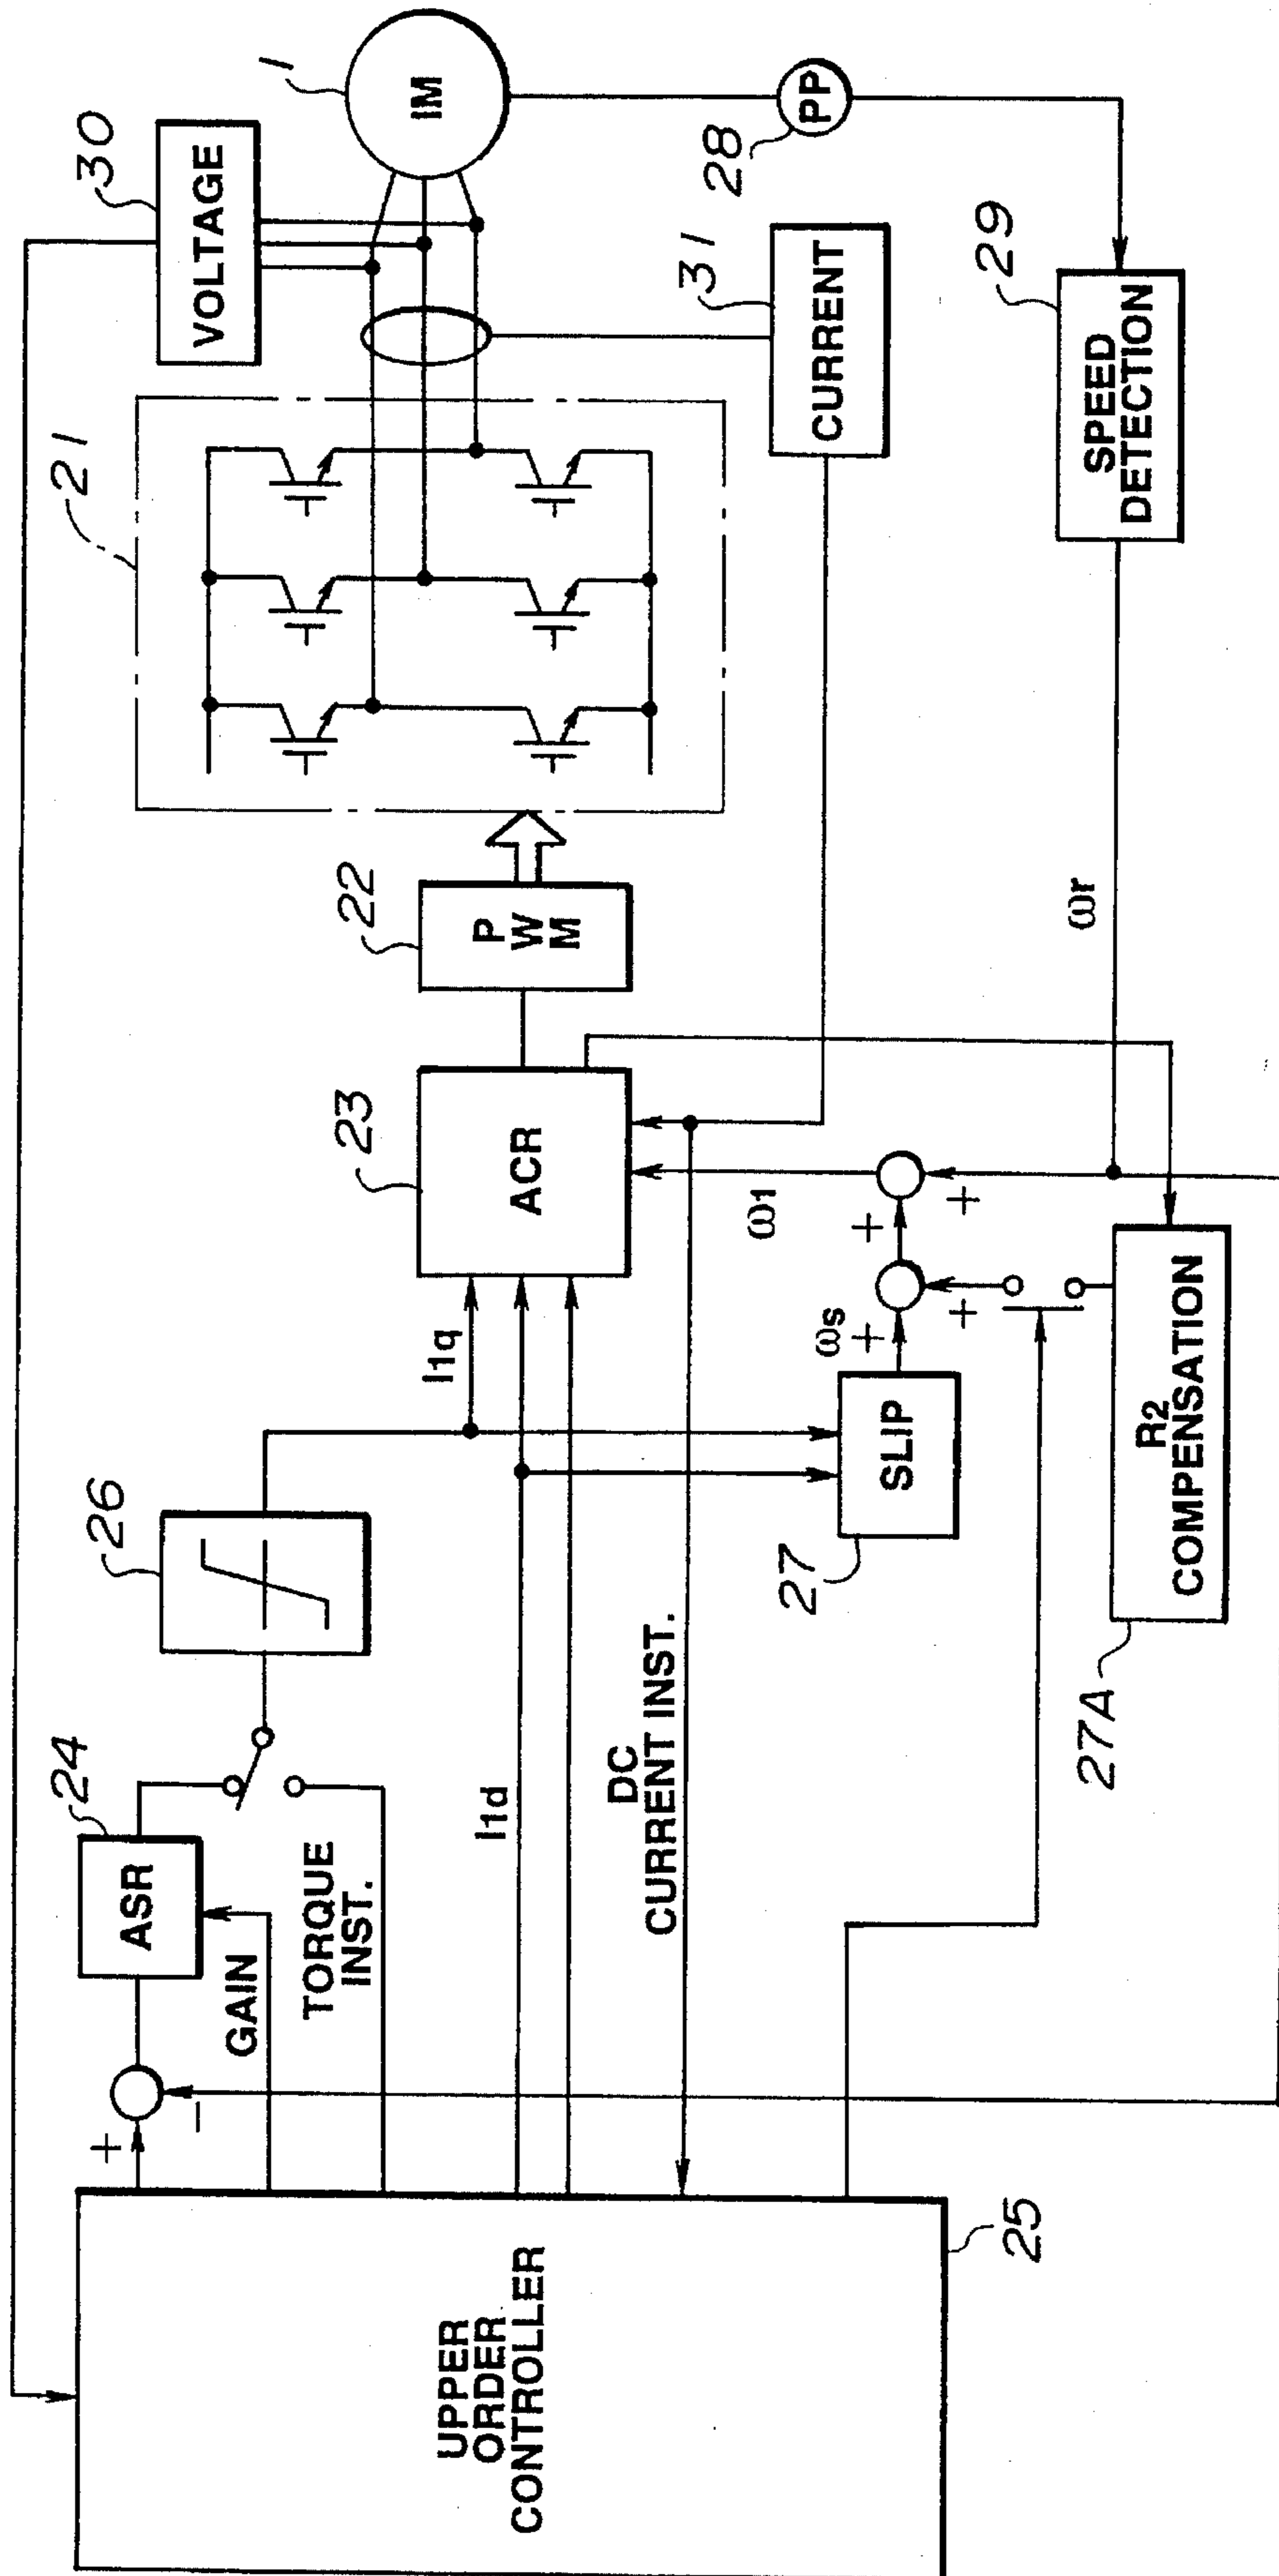 30
VOLTAGE
1
IM
28
PP
21
31
CURRENT
29
SPEED
DETECTION
22
P
W
M
23
ACR
ωr
ω1
+
+
I1q
26
ωs
+
+
SLIP
27
R2
COMPENSATION
27A
24
ASR
GAIN
TORQUE
INST.
I1d
DC
CURRENT INST.
+
-
UPPER
ORDER
CONTROLLER
25